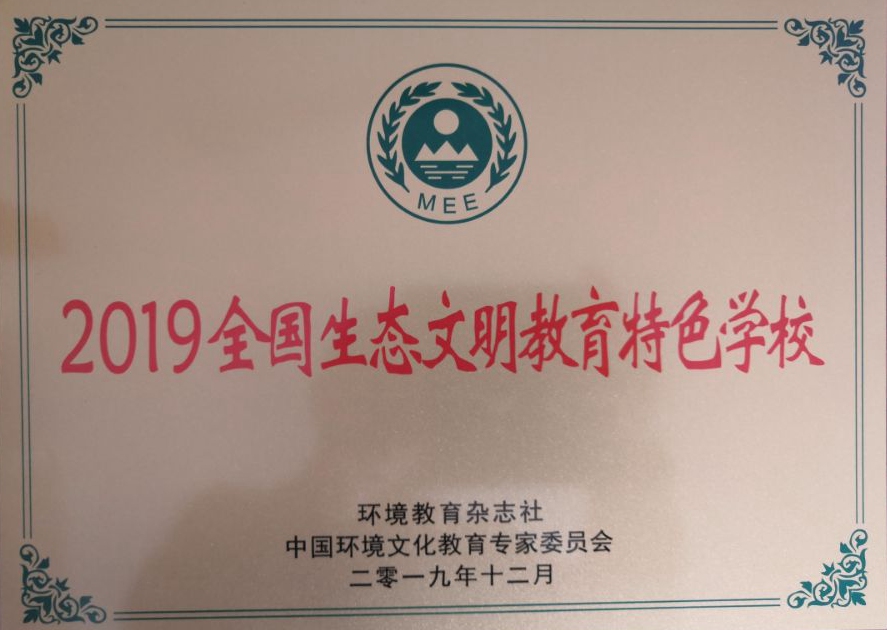 MEE
2019全国生态文明教育特色学校
环境教育杂志社
中国环境文化教育专家委员会
二零一九年十二月